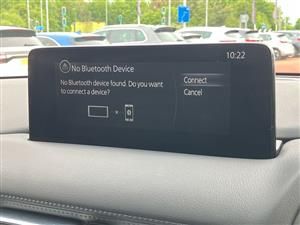 10:22
No Bluetooth Device
No Bluetooth device found. Do you want
to connect a device?
Connect
Cancel